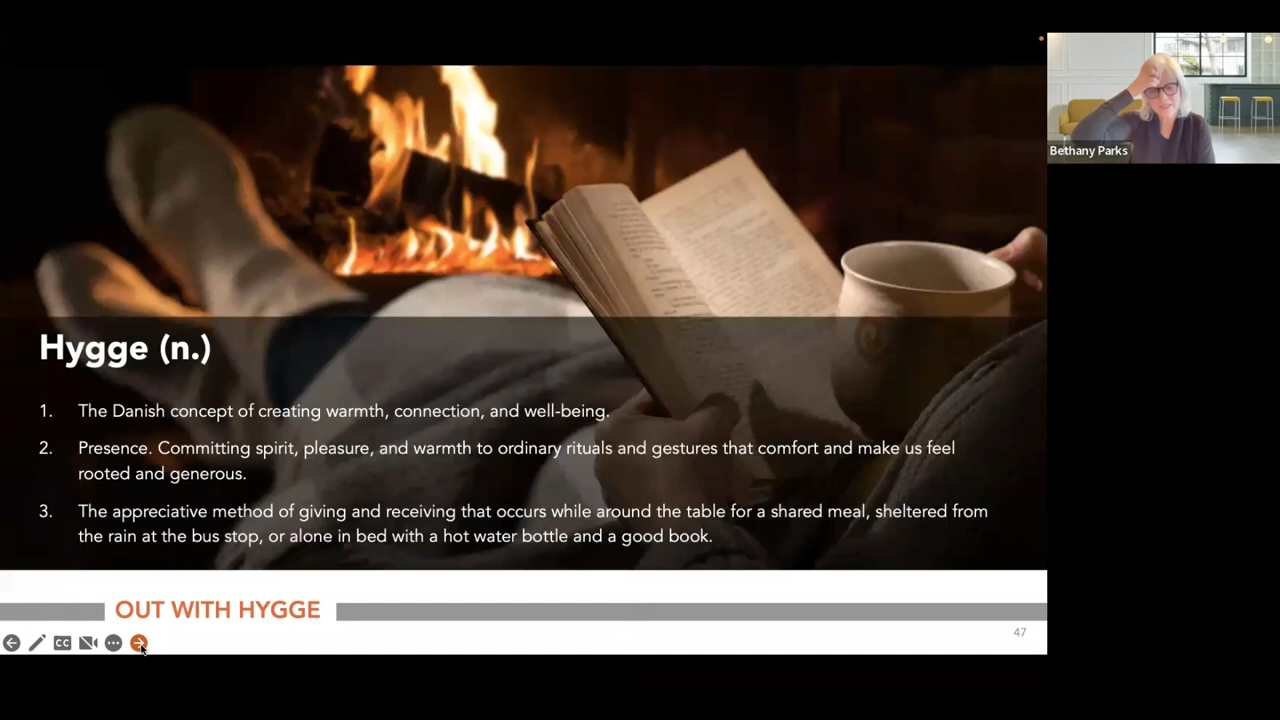 Bethany Parks
Hygge (n.)
1. The Danish concept of creating warmth, connection, and well-being.
2. Presence. Committing spirit, pleasure, and warmth to ordinary rituals and gestures that comfort and make us feel
rooted and generous.
3. The appreciative method of giving and receiving that occurs while around the table for a shared meal, sheltered from
the rain at the bus stop, or alone in bed with a hot water bottle and a good book.
OUT WITH HYGGE
47
CC